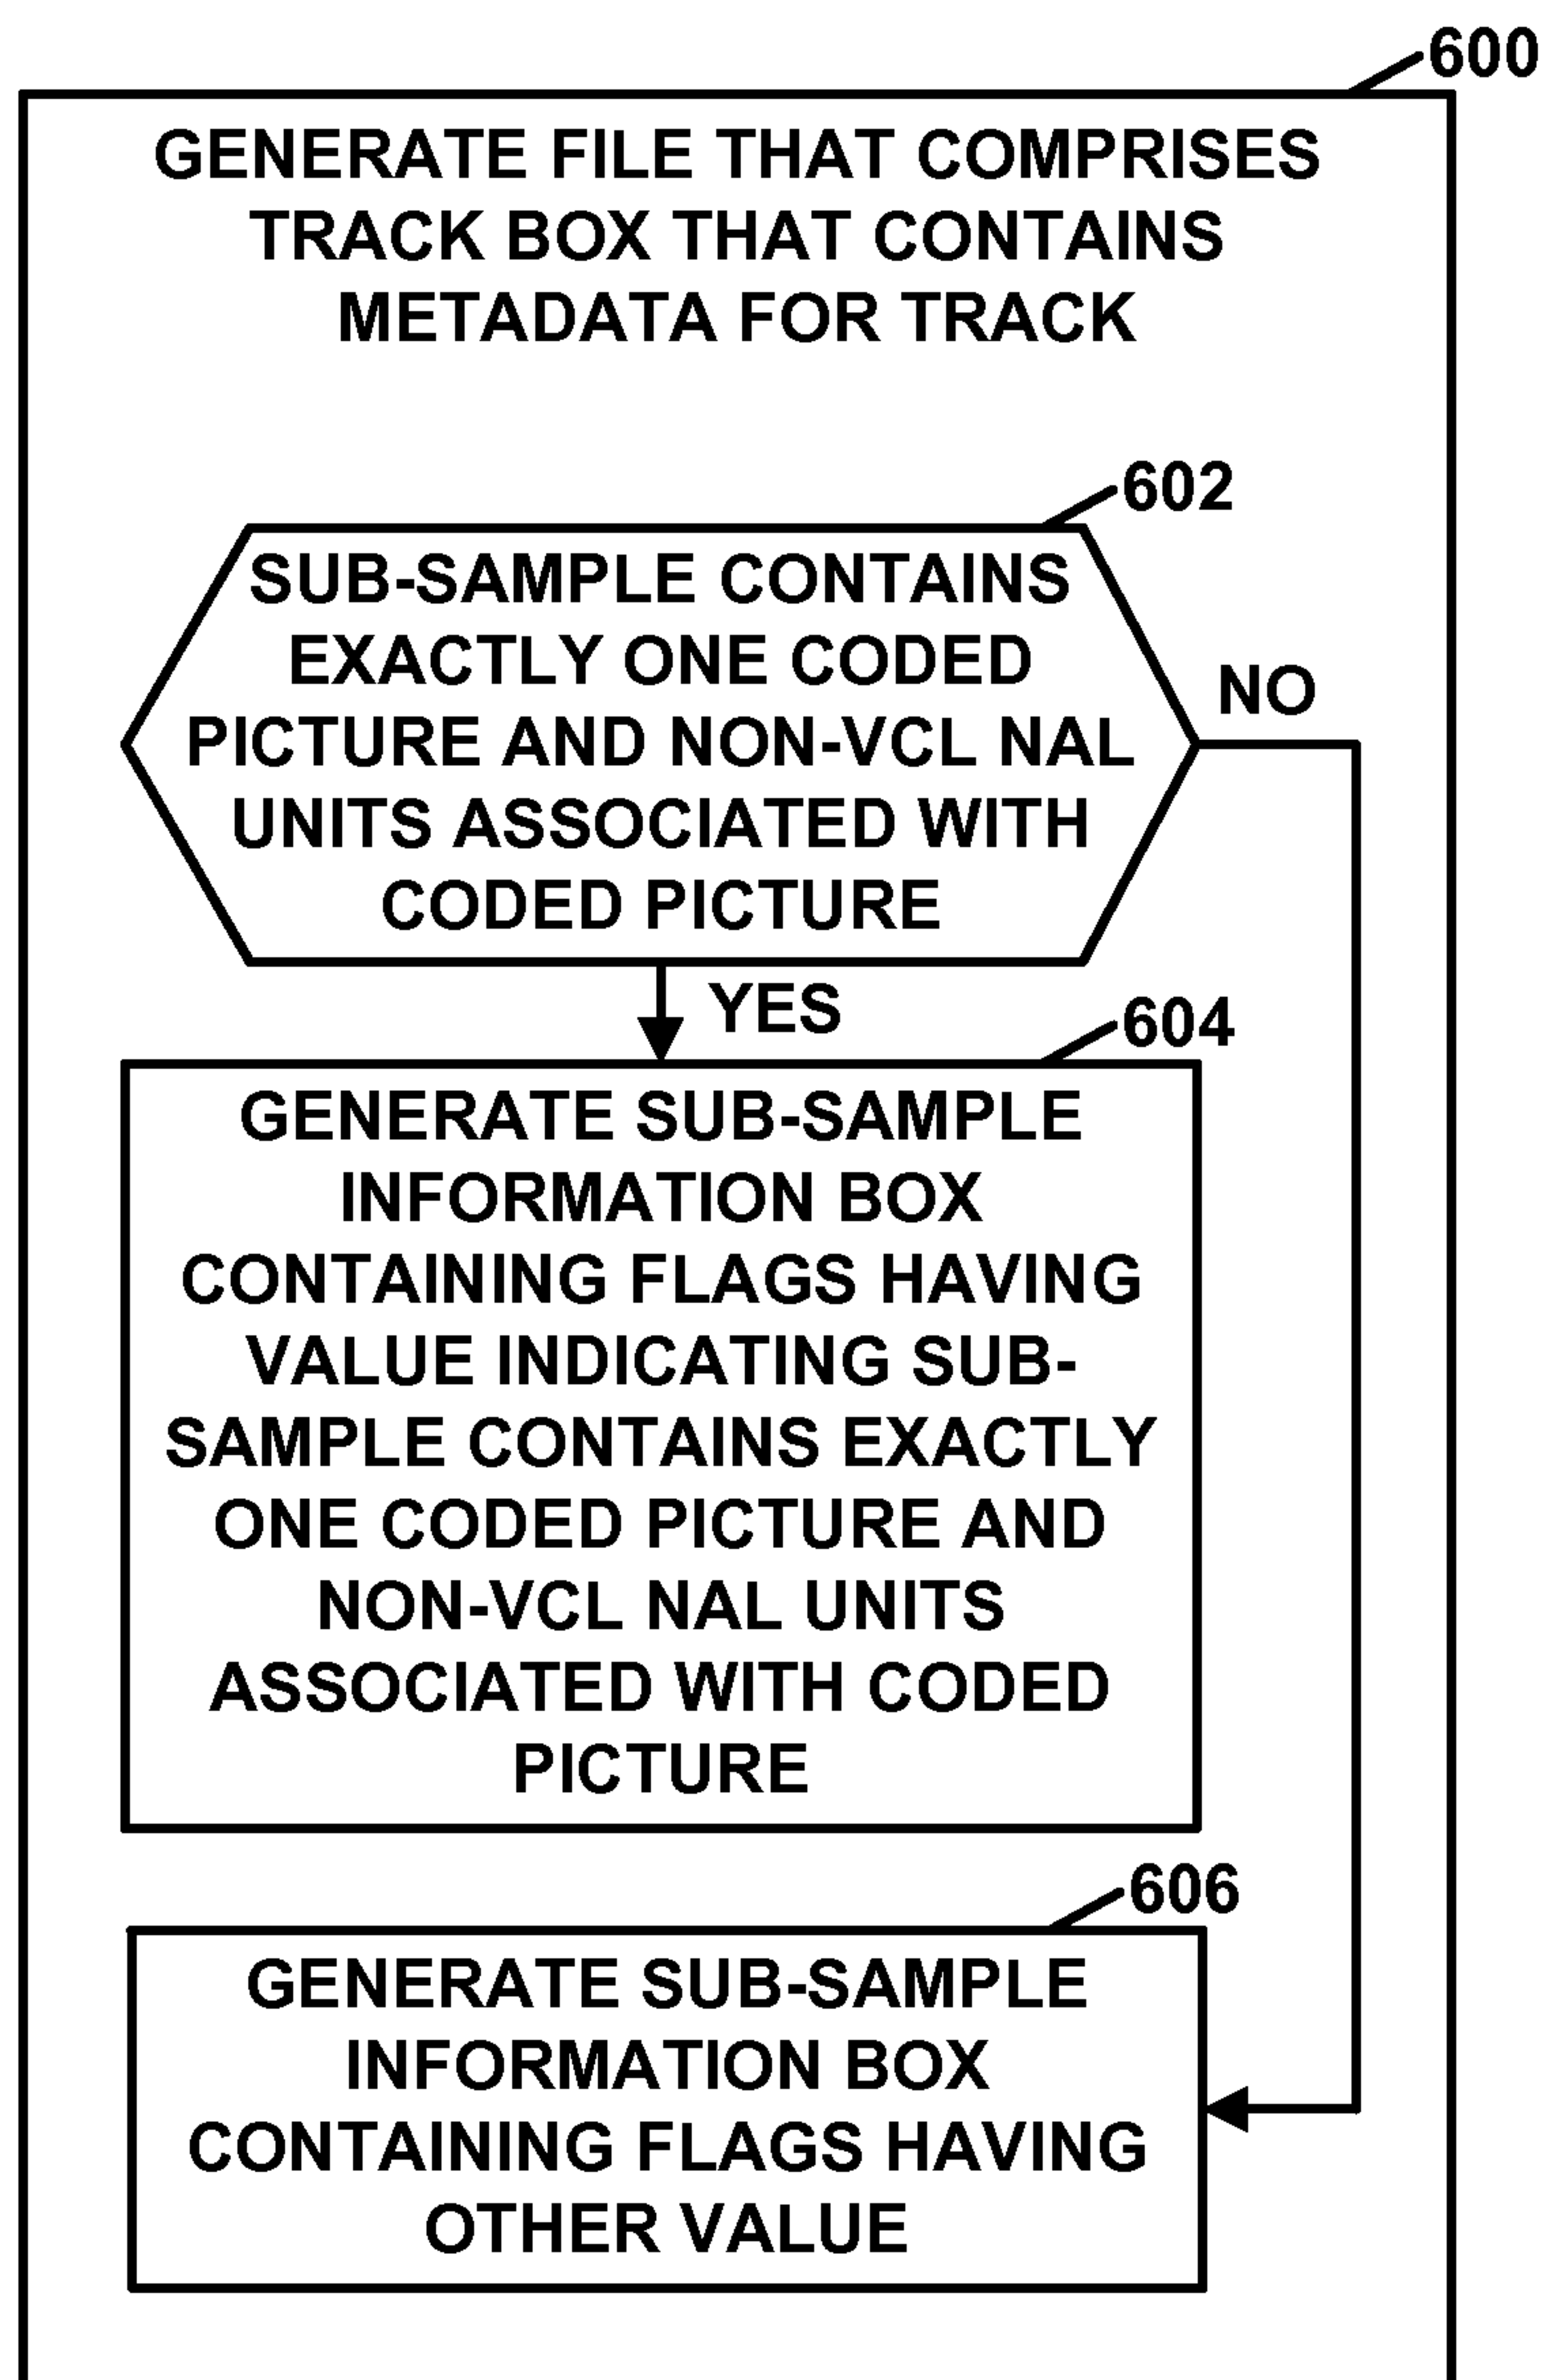 600
GENERATE FILE THAT COMPRISES
TRACK BOX THAT CONTAINS
METADATA FOR TRACK
602
SUB-SAMPLE CONTAINS
EXACTLY ONE CODED
PICTURE AND NON-VCL NAL
UNITS ASSOCIATED WITH
CODED PICTURE
NO
YES
604
GENERATE SUB-SAMPLE
INFORMATION BOX
CONTAINING FLAGS HAVING
VALUE INDICATING SUB-
SAMPLE CONTAINS EXACTLY
ONE CODED PICTURE AND
NON-VCL NAL UNITS
ASSOCIATED WITH CODED
PICTURE
606
GENERATE SUB-SAMPLE
INFORMATION BOX
CONTAINING FLAGS HAVING
OTHER VALUE